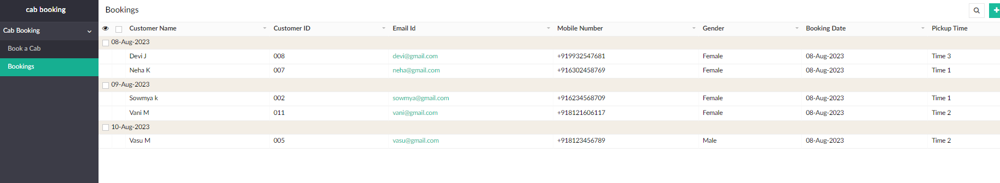 cab booking
Cab Booking
Book a Cab
Bookings
Bookings
Customer Name Customer ID Email Id Mobile Number Gender Booking Date Pickup Time
08-Aug-2023
Devi J 008 devi@gmail.com +919932547681 Female 08-Aug-2023 Time 3
Neha K 007 neha@gmail.com +916302458769 Female 08-Aug-2023 Time 1
09-Aug-2023
Sowmya k 002 sowmya@gmail.com +916234568709 Female 08-Aug-2023 Time 1
Vani M 011 vani@gmail.com +918121606117 Female 08-Aug-2023 Time 2
10-Aug-2023
Vasu M 005 vasu@gmail.com +918123456789 Male 08-Aug-2023 Time 2